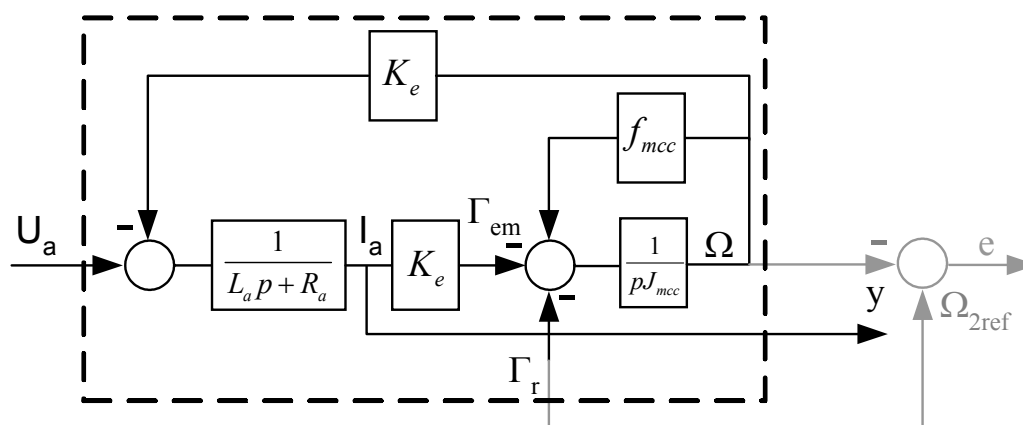 K_e
f_mcc
Γ_em
U_a
1 / (L_a p + R_a)
I_a
K_e
1 / (pJ_mcc)
Ω
e
y
Ω_2ref
Γ_r